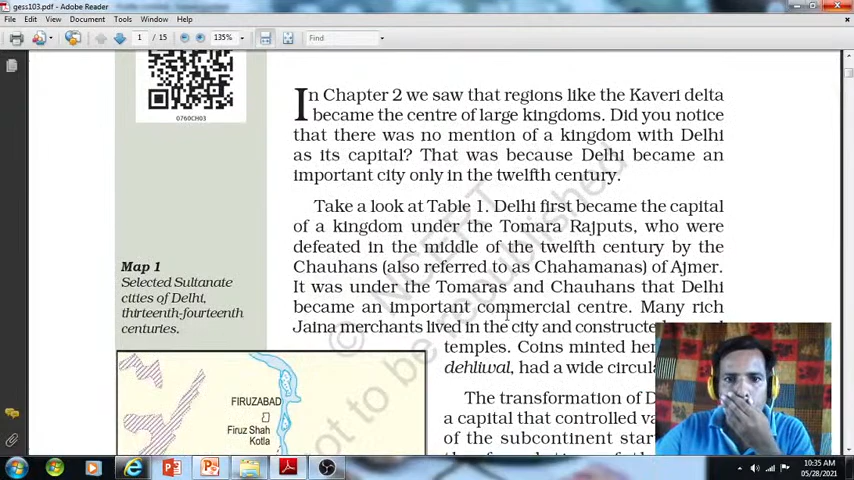 gess103.pdf - Adobe Reader
File Edit View Document Tools Window Help
1 / 15 135% Find
0760CH03
In Chapter 2 we saw that regions like the Kaveri delta
became the centre of large kingdoms. Did you notice
that there was no mention of a kingdom with Delhi
as its capital? That was because Delhi became an
important city only in the twelfth century.
Take a look at Table 1. Delhi first became the capital
of a kingdom under the Tomara Rajputs, who were
defeated in the middle of the twelfth century by the
Chauhans (also referred to as Chahamanas) of Ajmer.
It was under the Tomaras and Chauhans that Delhi
became an important commercial centre. Many rich
Jaina merchants lived in the city and constructed
temples. Coins minted
dehliwal, had a wide
The transformation of
a capital that controlled
of the subcontinent
Map 1
Selected Sultanate
cities of Delhi,
thirteenth-fourteenth
centuries.
FIRUZABAD
Firuz Shah
Kotla
©
not to be republished
10:35 AM
05/28/2021